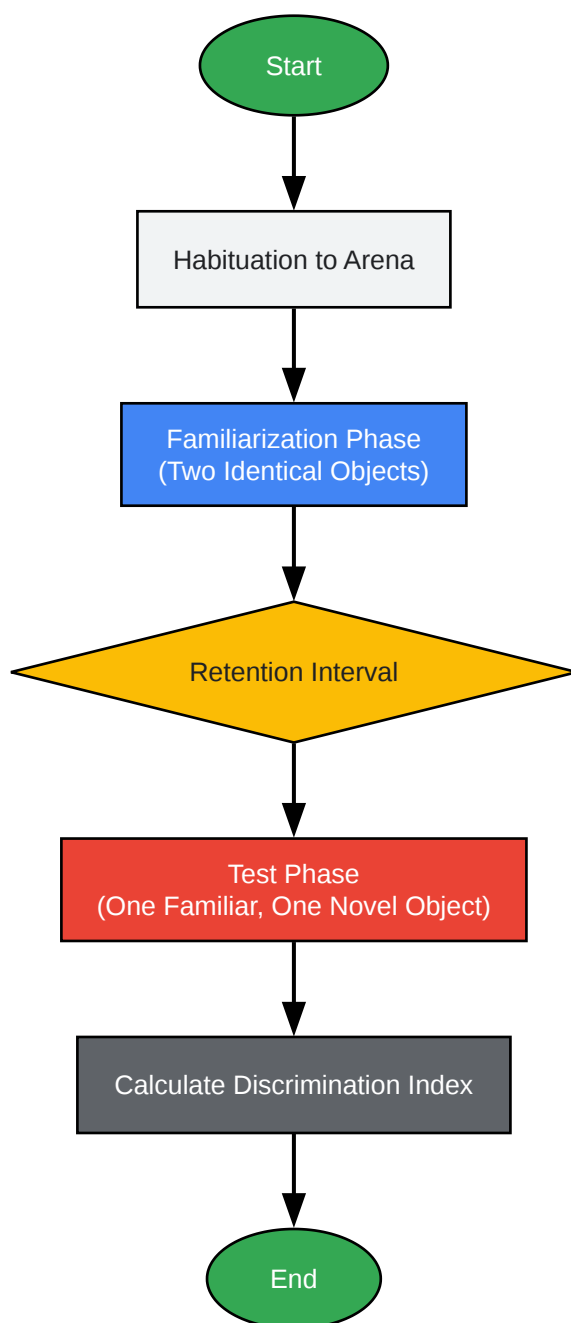 Start
Habituation to Arena
Familiarization Phase
(Two Identical Objects)
Retention Interval
Test Phase
(One Familiar, One Novel Object)
Calculate Discrimination Index
End